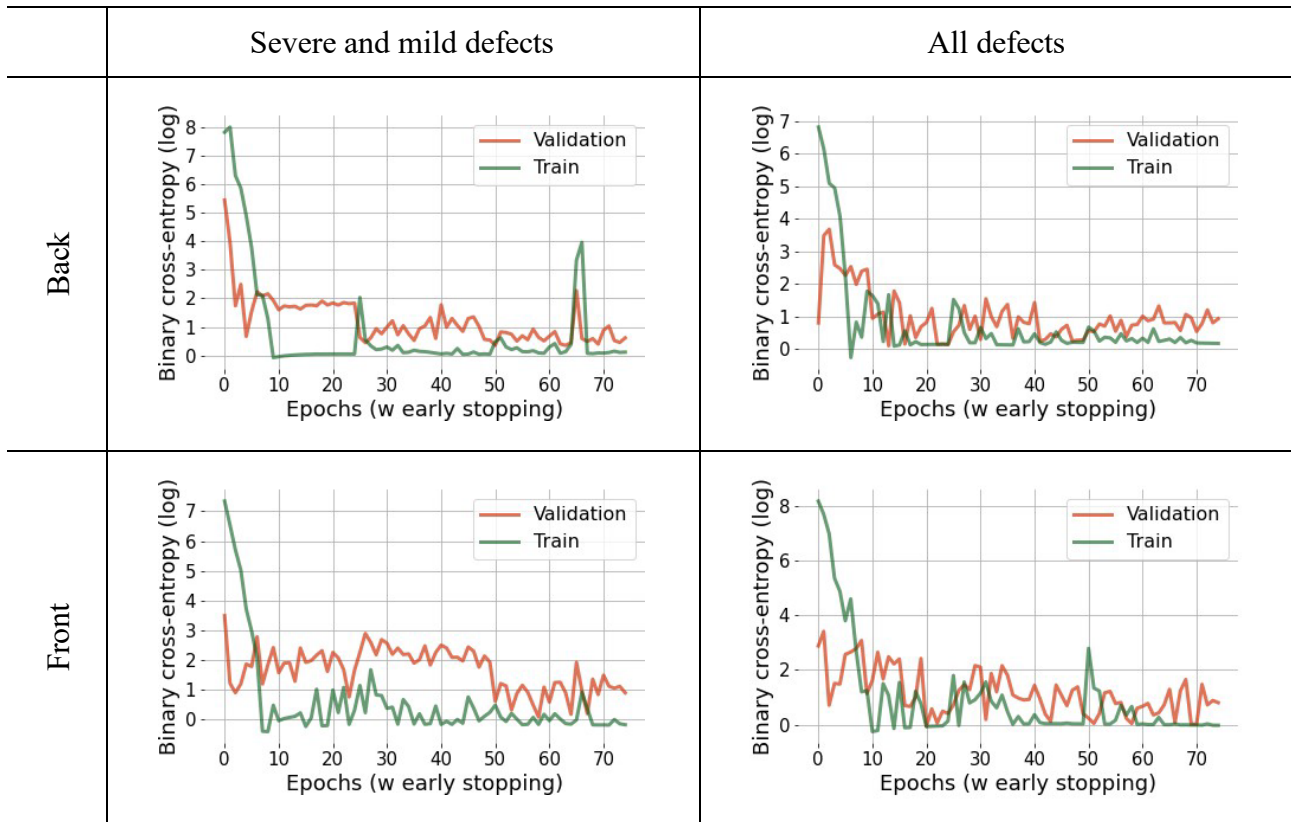 Severe and mild defects
All defects
Back
Binary cross-entropy (log)
8
7
6
5
4
3
2
1
0
Validation
Train
0 10 20 30 40 50 60 70
Epochs (w early stopping)
Binary cross-entropy (log)
7
6
5
4
3
2
1
0
Validation
Train
0 10 20 30 40 50 60 70
Epochs (w early stopping)
Front
Binary cross-entropy (log)
7
6
5
4
3
2
1
0
Validation
Train
0 10 20 30 40 50 60 70
Epochs (w early stopping)
Binary cross-entropy (log)
8
6
4
2
0
Validation
Train
0 10 20 30 40 50 60 70
Epochs (w early stopping)